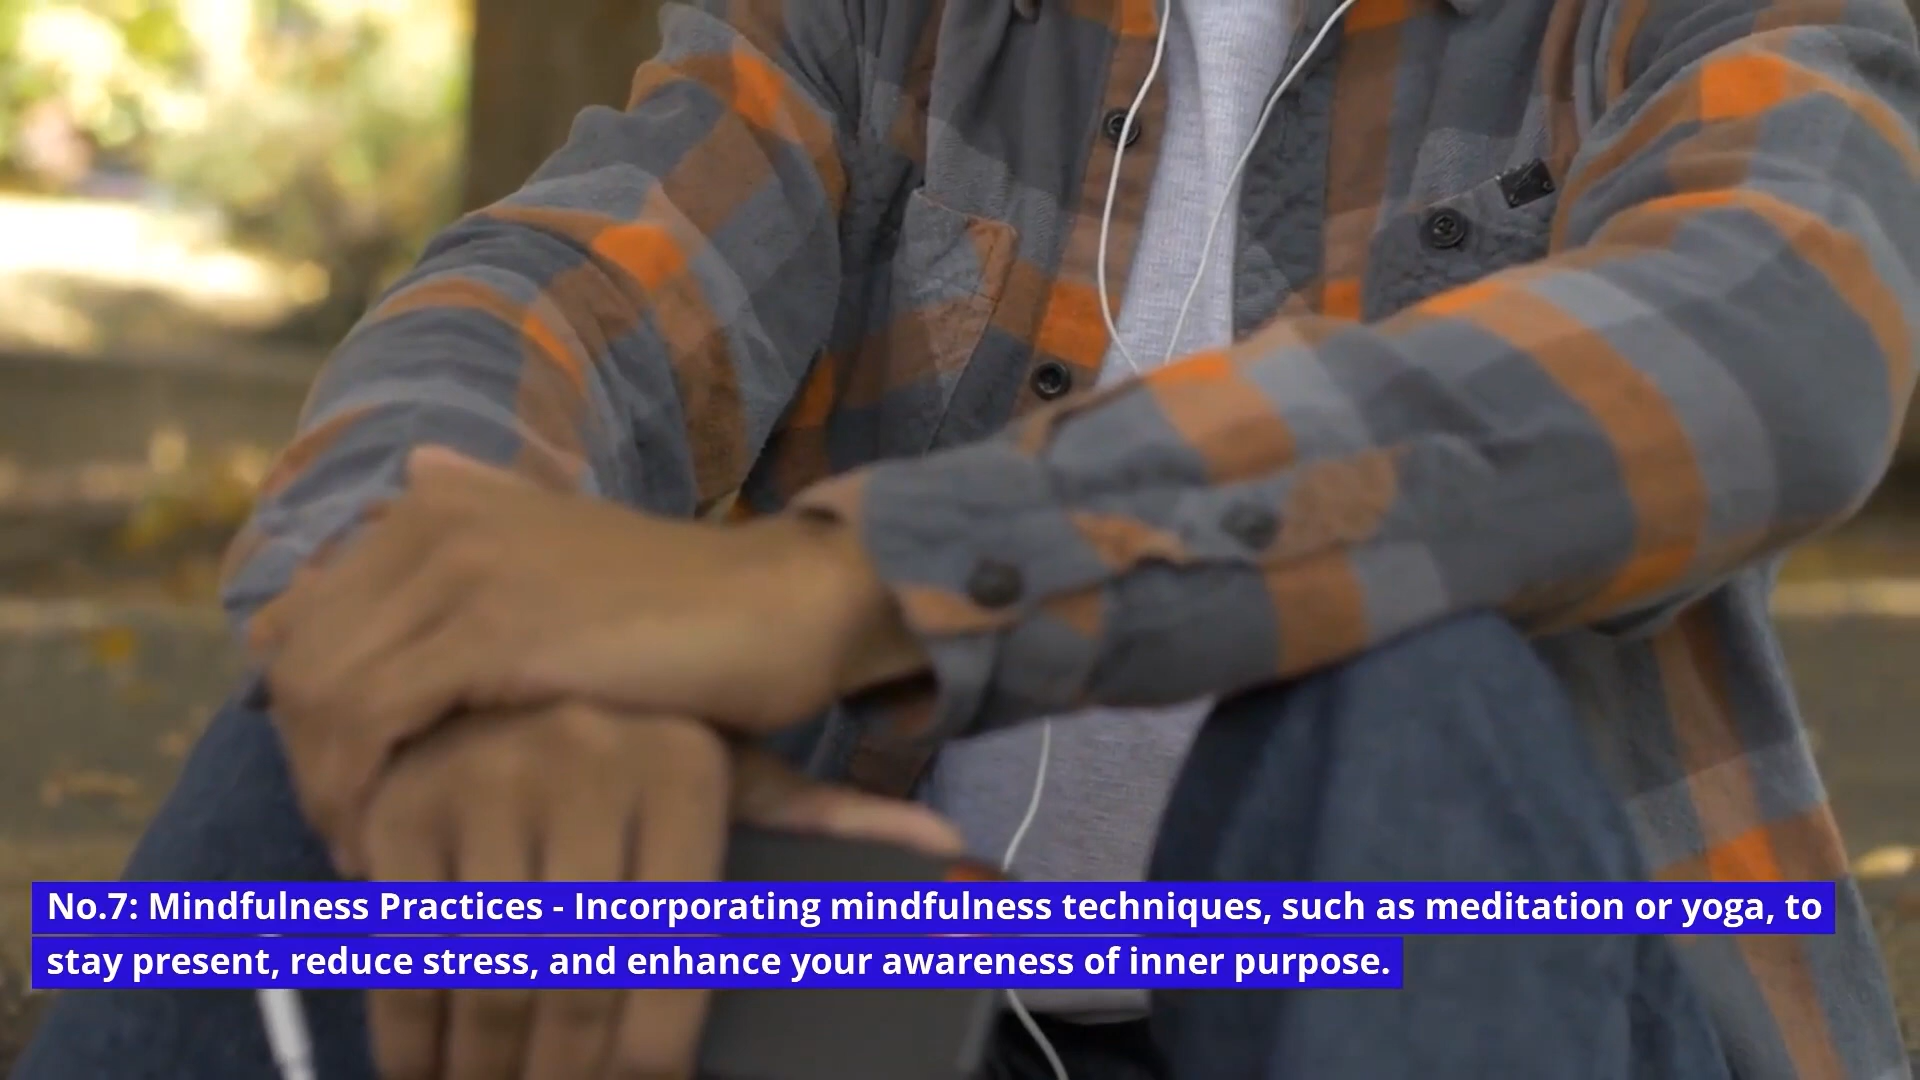 No.7: Mindfulness Practices - Incorporating mindfulness techniques, such as meditation or yoga, to
stay present, reduce stress, and enhance your awareness of inner purpose.